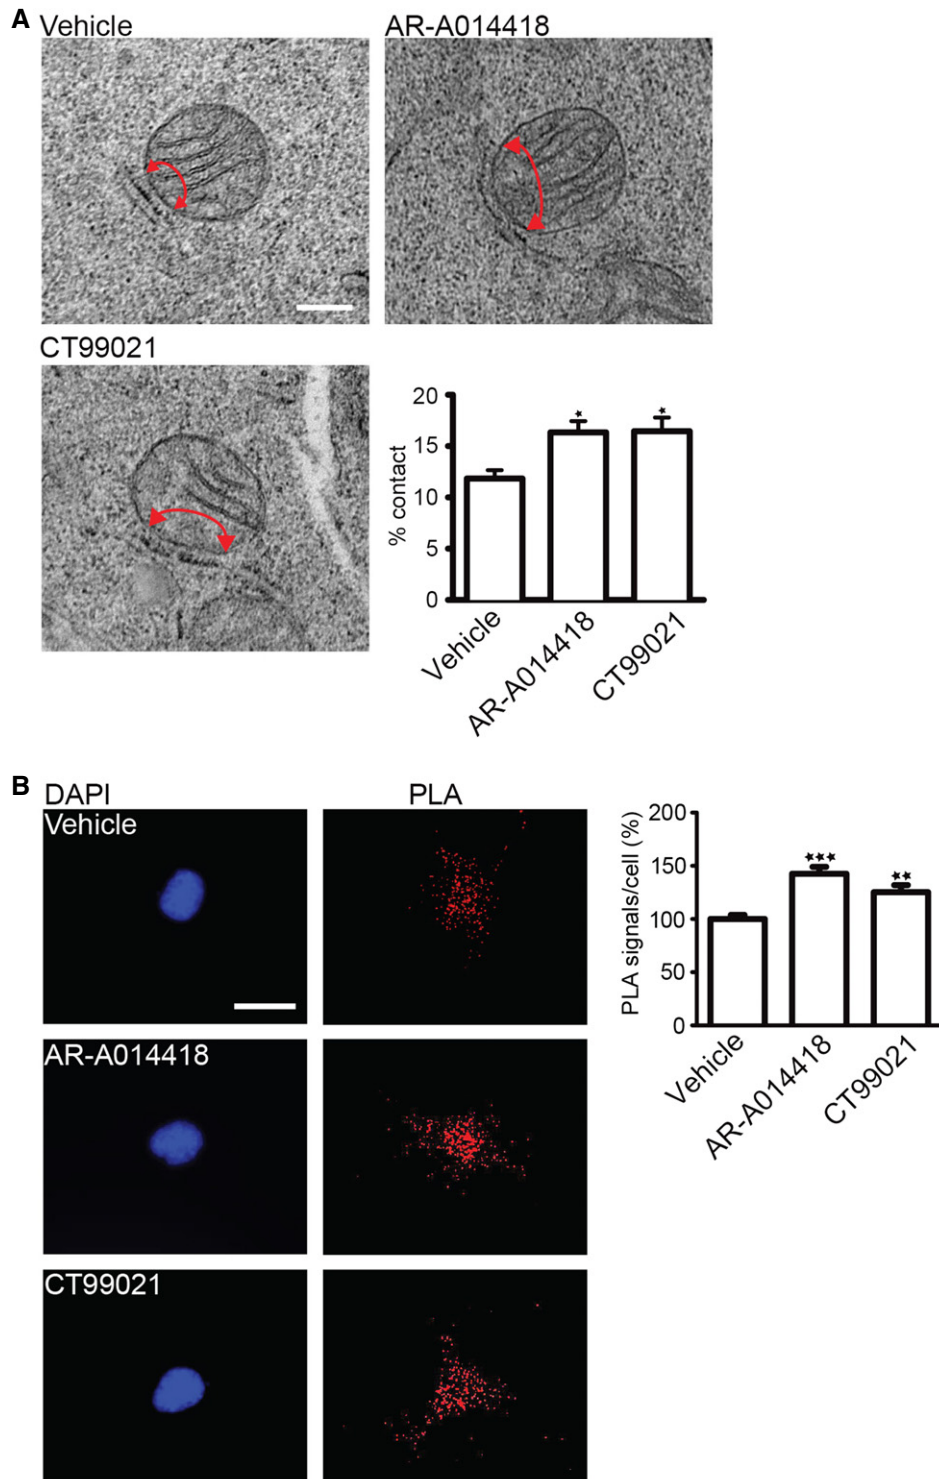 A
Vehicle
AR-A014418
CT99021
20
15
10
5
0
% contact
*
*
Vehicle
AR-A014418
CT99021
B
DAPI
PLA
Vehicle
AR-A014418
CT99021
200
150
100
50
0
PLA signals/cell (%)
***
**
Vehicle
AR-A014418
CT99021